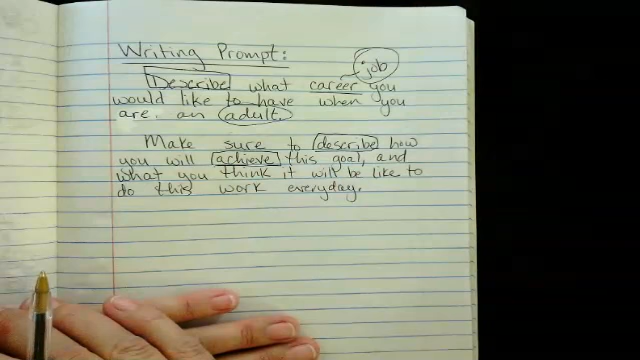 Writing Prompt:
job
Describe what career you
would like to have when you
are an adult.
Make sure to describe how
you will achieve this goal, and
what you think it will be like to
do this work everyday.